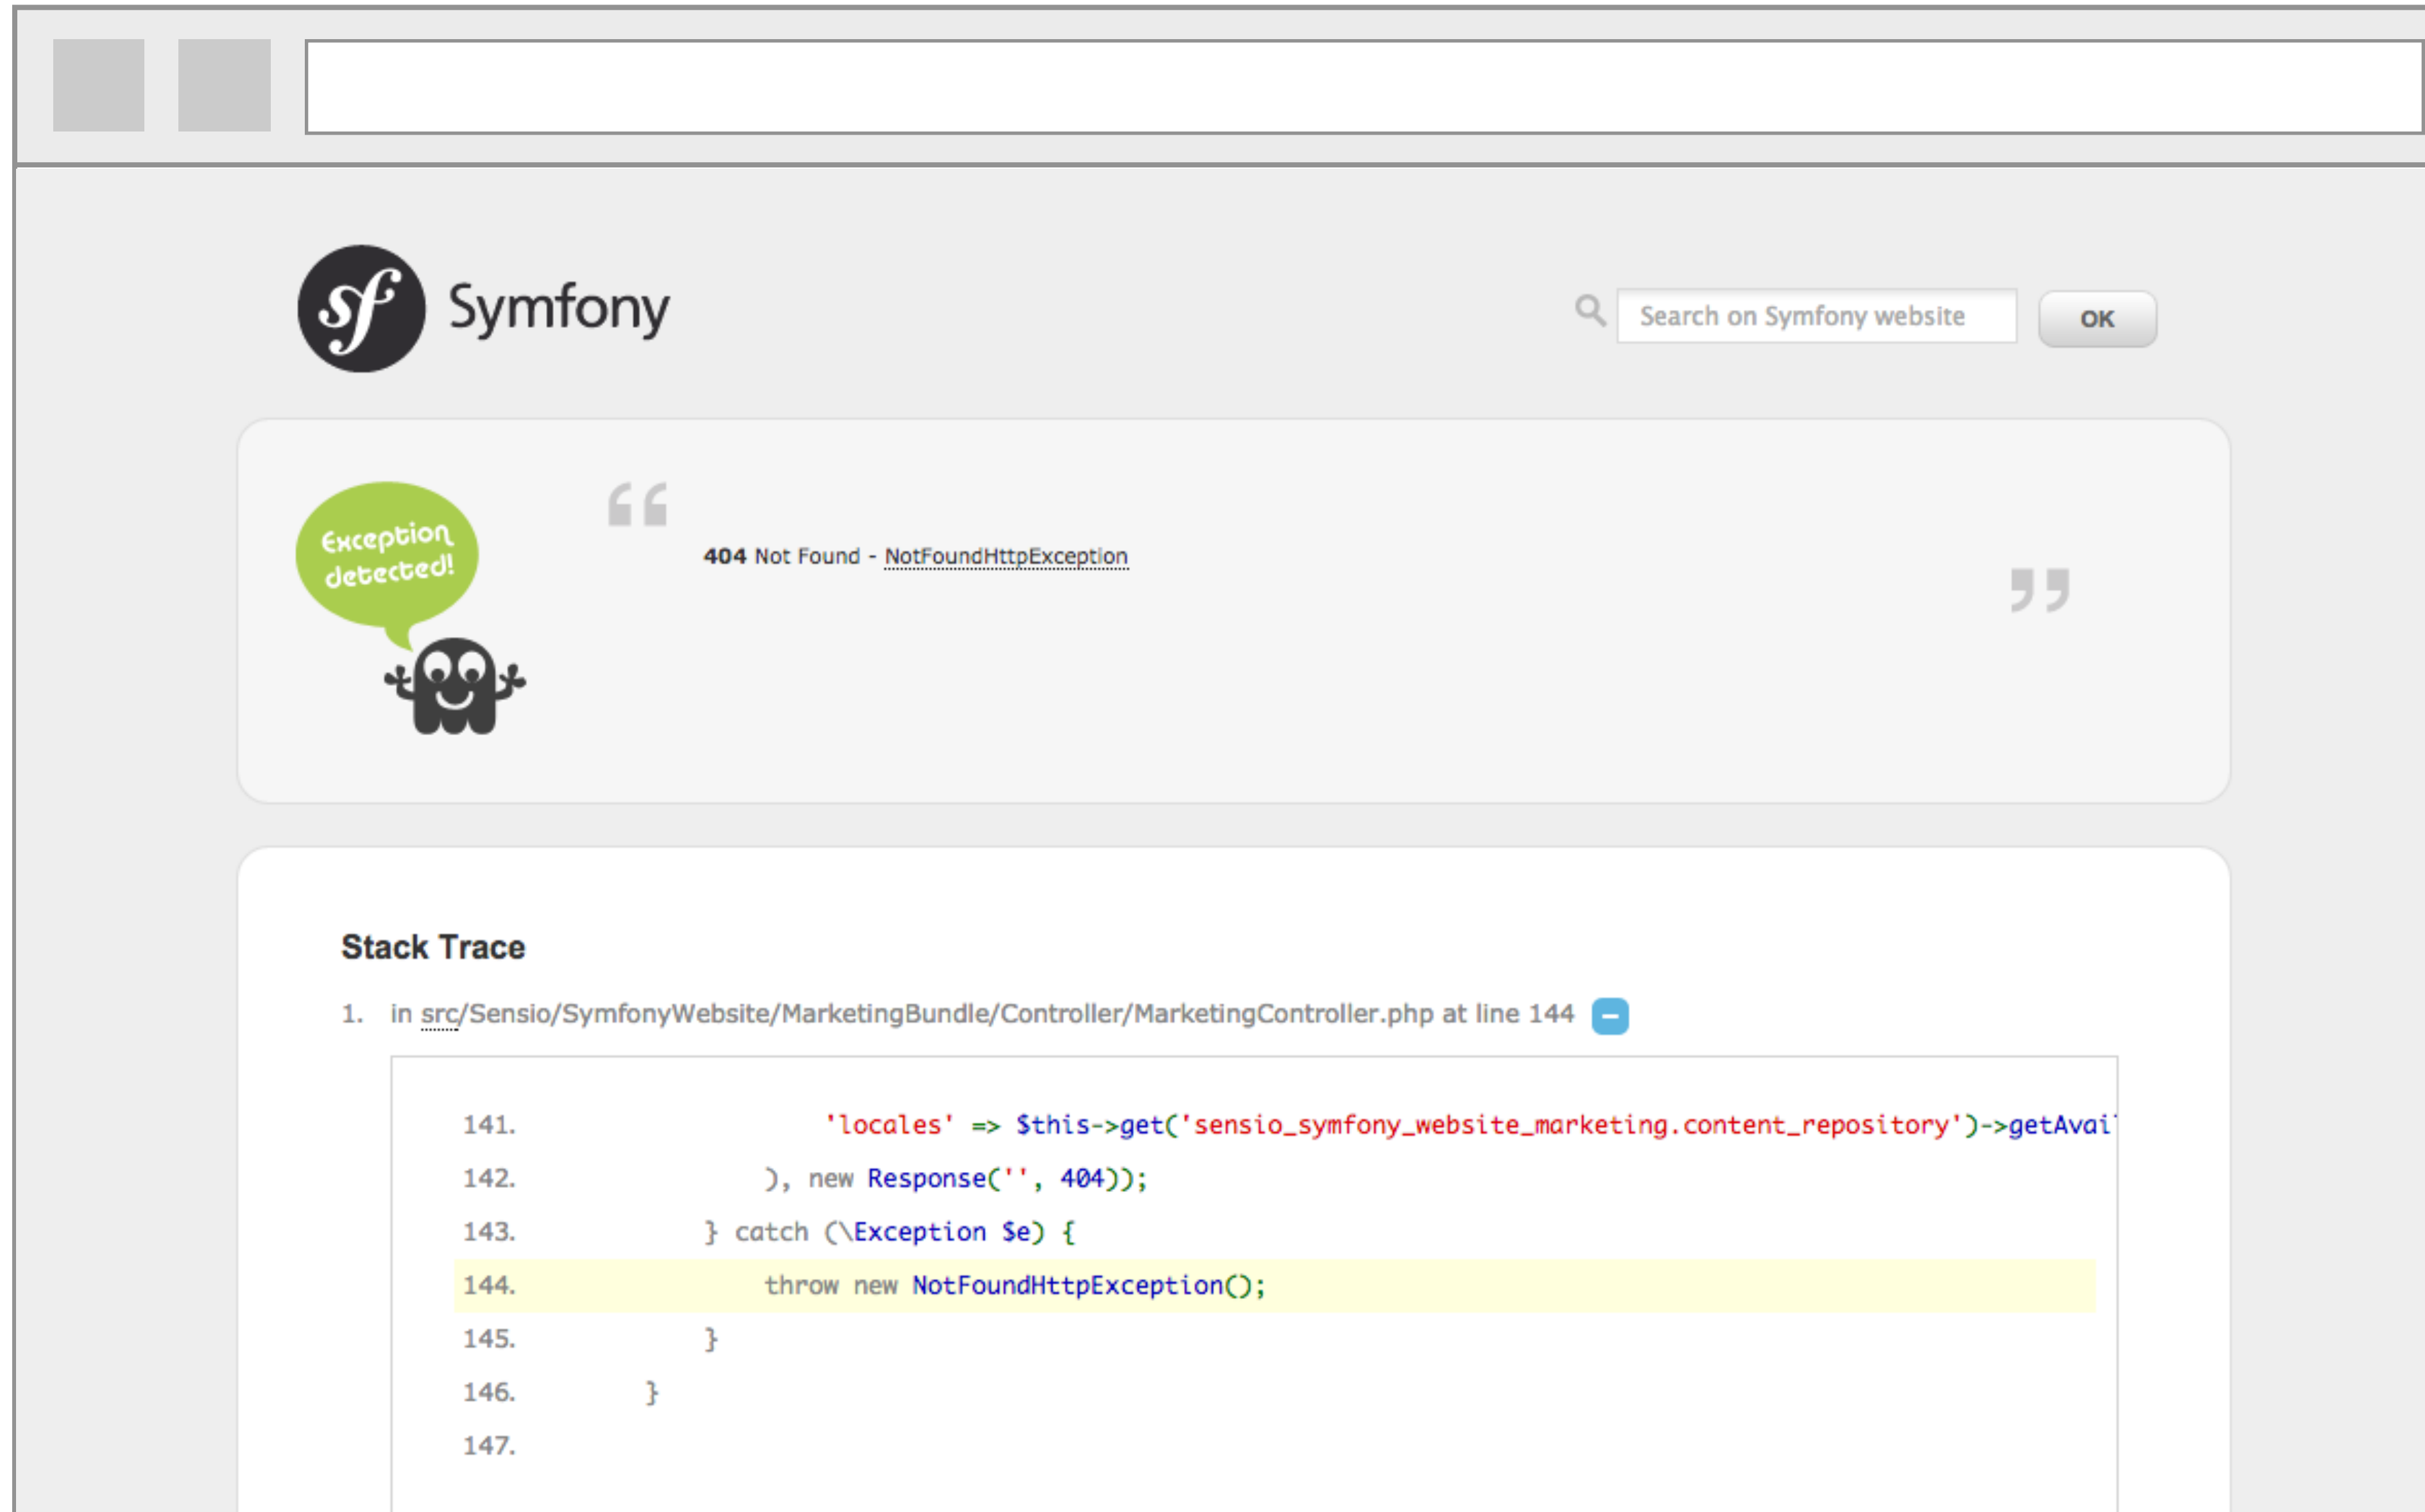 sf Symfony
Search on Symfony website
OK
Exception
detected!
“
404 Not Found - NotFoundHttpException
”
Stack Trace
1. in src/Sensio/SymfonyWebsite/MarketingBundle/Controller/MarketingController.php at line 144 −
141. 'locales' => $this->get('sensio_symfony_website_marketing.content_repository')->getAvai
142. ), new Response('', 404));
143. } catch (\Exception $e) {
144. throw new NotFoundHttpException();
145. }
146. }
147.